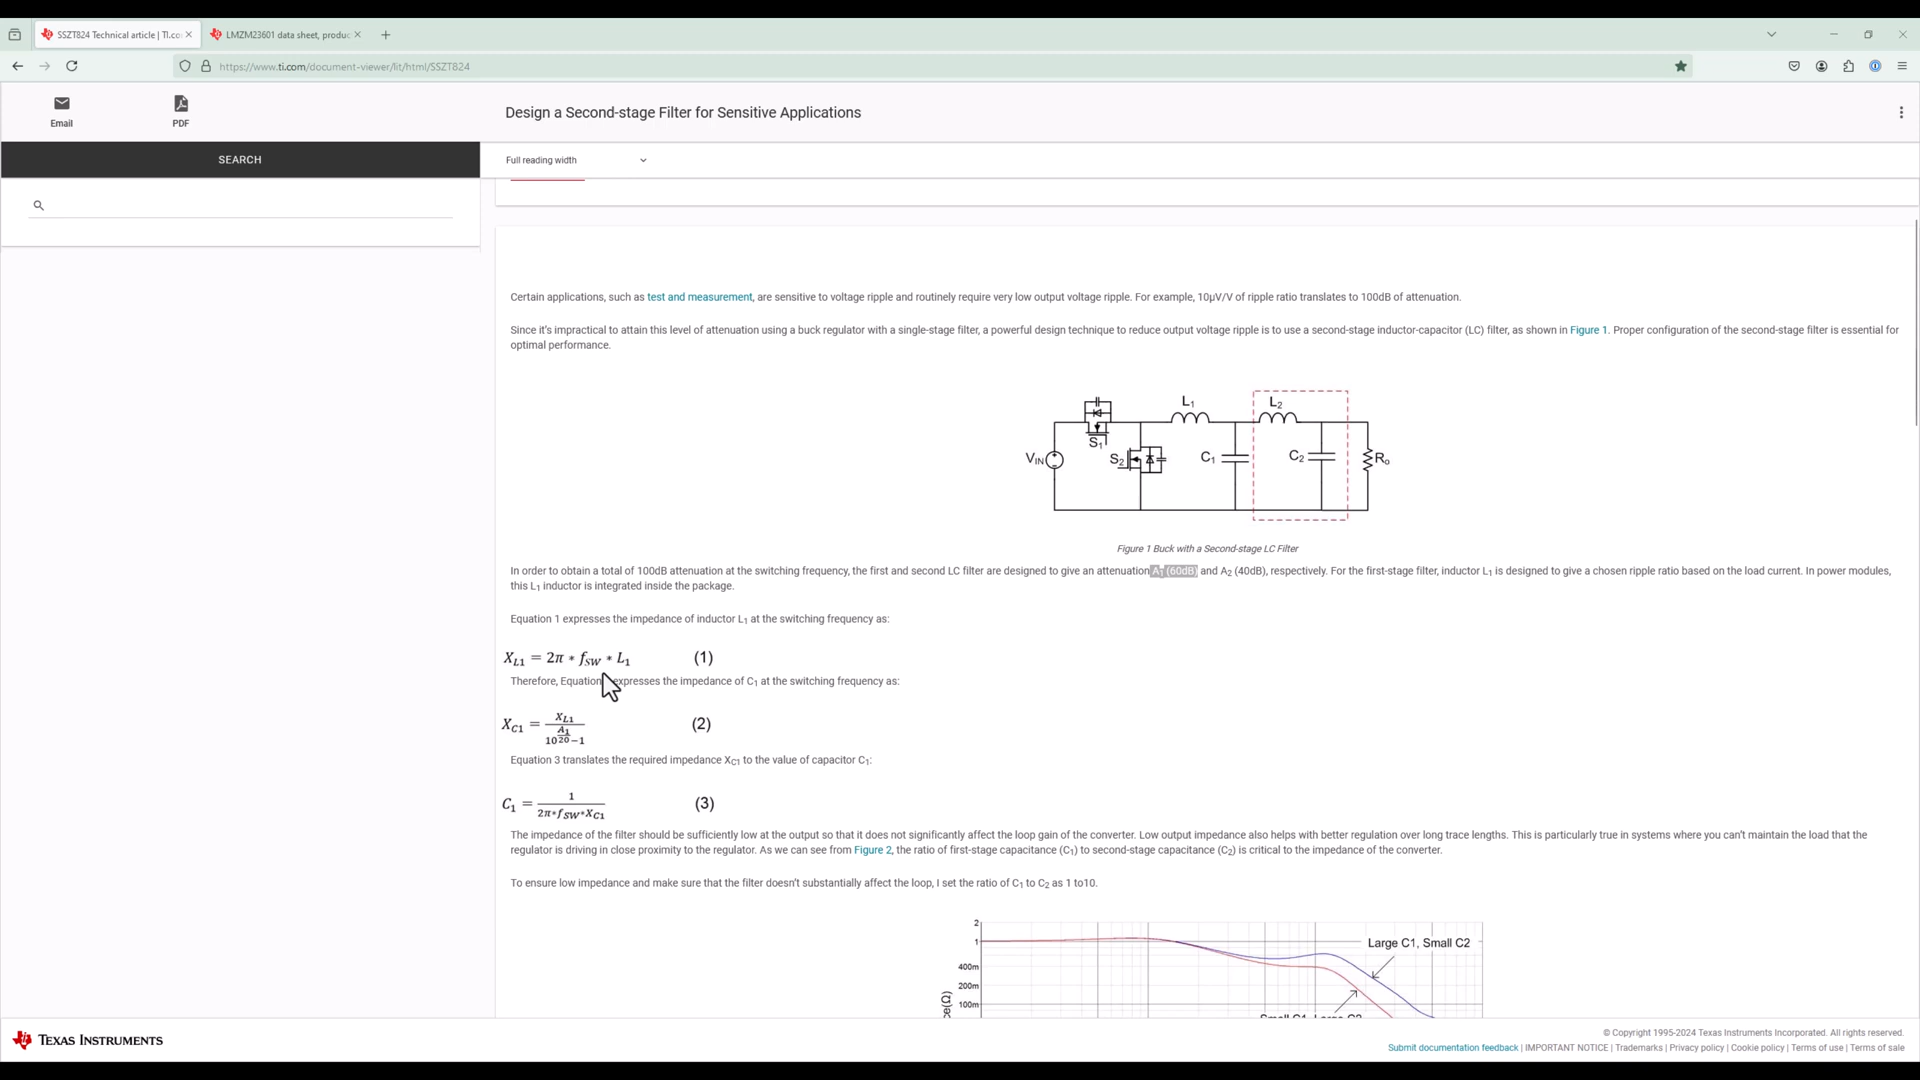 SSZT824 Technical article | TI.co
LMZM23601 data sheet, produc
https://www.ti.com/document-viewer/lit/html/SSZT824
Email
PDF
Design a Second-stage Filter for Sensitive Applications
SEARCH
Full reading width
Certain applications, such as test and measurement, are sensitive to voltage ripple and routinely require very low output voltage ripple. For example, 10µV/V of ripple ratio translates to 100dB of attenuation.
Since it's impractical to attain this level of attenuation using a buck regulator with a single-stage filter, a powerful design technique to reduce output voltage ripple is to use a second-stage inductor-capacitor (LC) filter, as shown in Figure 1. Proper configuration of the second-stage filter is essential for
optimal performance.
L₁
L₂
S₁
V_IN
S₂
C₁
C₂
Rₒ
Figure 1 Buck with a Second-stage LC Filter
In order to obtain a total of 100dB attenuation at the switching frequency, the first and second LC filter are designed to give an attenuation A₁ (60dB) and A₂ (40dB), respectively. For the first-stage filter, inductor L₁ is designed to give a chosen ripple ratio based on the load current. In power modules,
this L₁ inductor is integrated inside the package.
Equation 1 expresses the impedance of inductor L₁ at the switching frequency as:
X_L1 = 2π * f_SW * L₁ (1)
Therefore, Equation expresses the impedance of C₁ at the switching frequency as:
X_C1 = X_L1 / (10^(A₁/20) −1) (2)
Equation 3 translates the required impedance X_C1 to the value of capacitor C₁:
C₁ = 1 / (2π*f_SW*X_C1) (3)
The impedance of the filter should be sufficiently low at the output so that it does not significantly affect the loop gain of the converter. Low output impedance also helps with better regulation over long trace lengths. This is particularly true in systems where you can't maintain the load that the
regulator is driving in close proximity to the regulator. As we can see from Figure 2, the ratio of first-stage capacitance (C₁) to second-stage capacitance (C₂) is critical to the impedance of the converter.
To ensure low impedance and make sure that the filter doesn't substantially affect the loop, I set the ratio of C₁ to C₂ as 1 to10.
2
1
Large C1, Small C2
400m
200m
100m
TEXAS INSTRUMENTS
© Copyright 1995-2024 Texas Instruments Incorporated. All rights reserved.
Submit documentation feedback | IMPORTANT NOTICE | Trademarks | Privacy policy | Cookie policy | Terms of use | Terms of sale